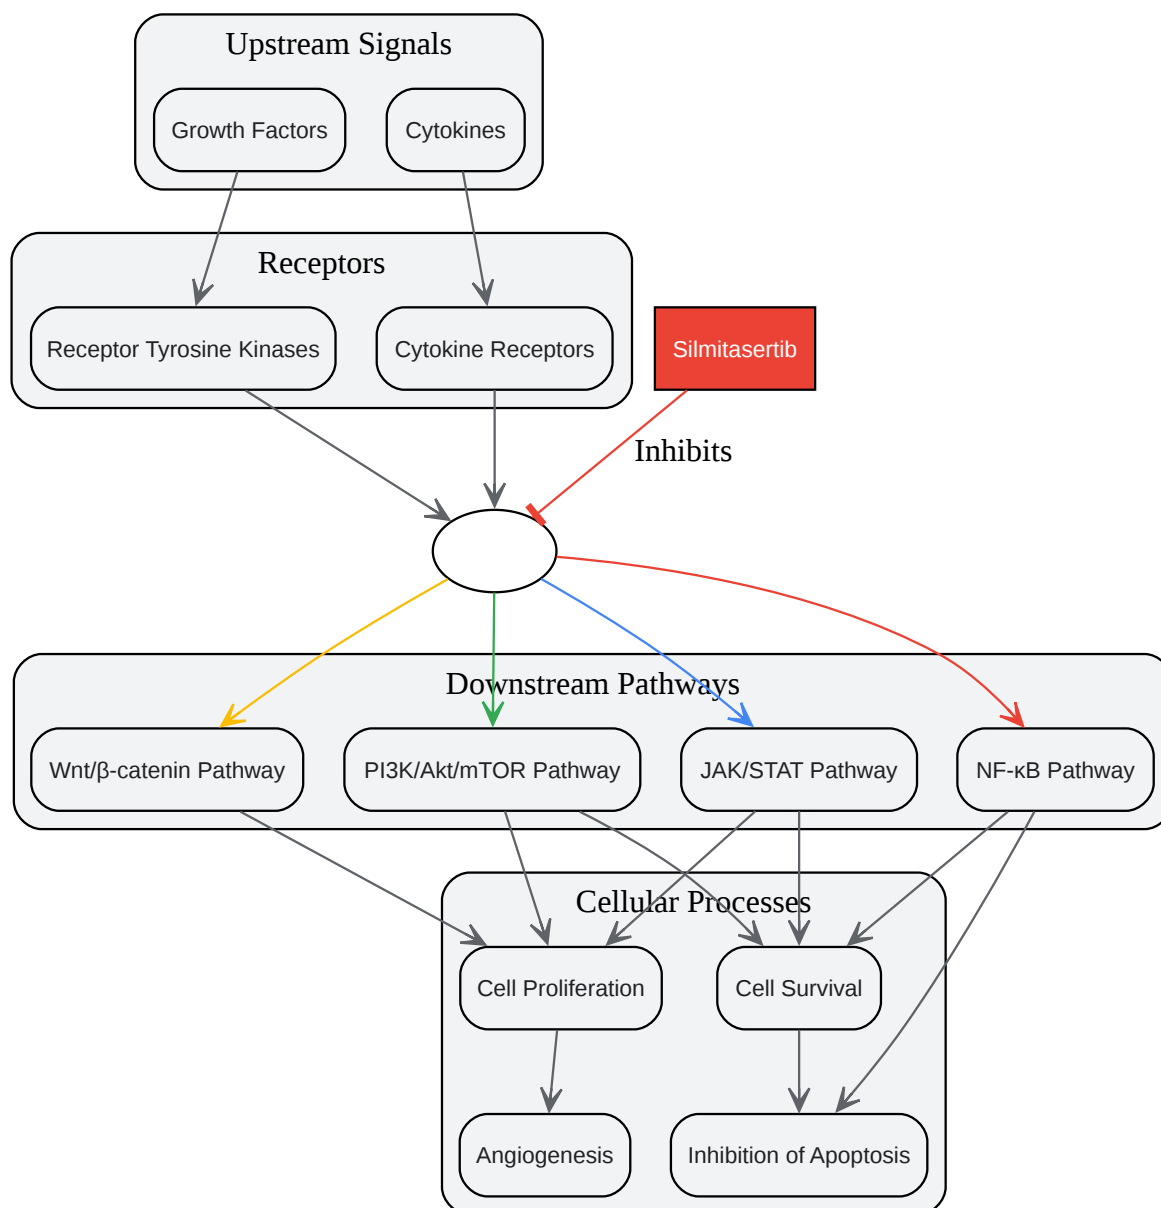 Upstream Signals
Growth Factors
Cytokines
Receptors
Receptor Tyrosine Kinases
Cytokine Receptors
Silmitasertib
Inhibits
Downstream Pathways
Wnt/β-catenin Pathway
PI3K/Akt/mTOR Pathway
JAK/STAT Pathway
NF-κB Pathway
Cellular Processes
Cell Proliferation
Cell Survival
Angiogenesis
Inhibition of Apoptosis